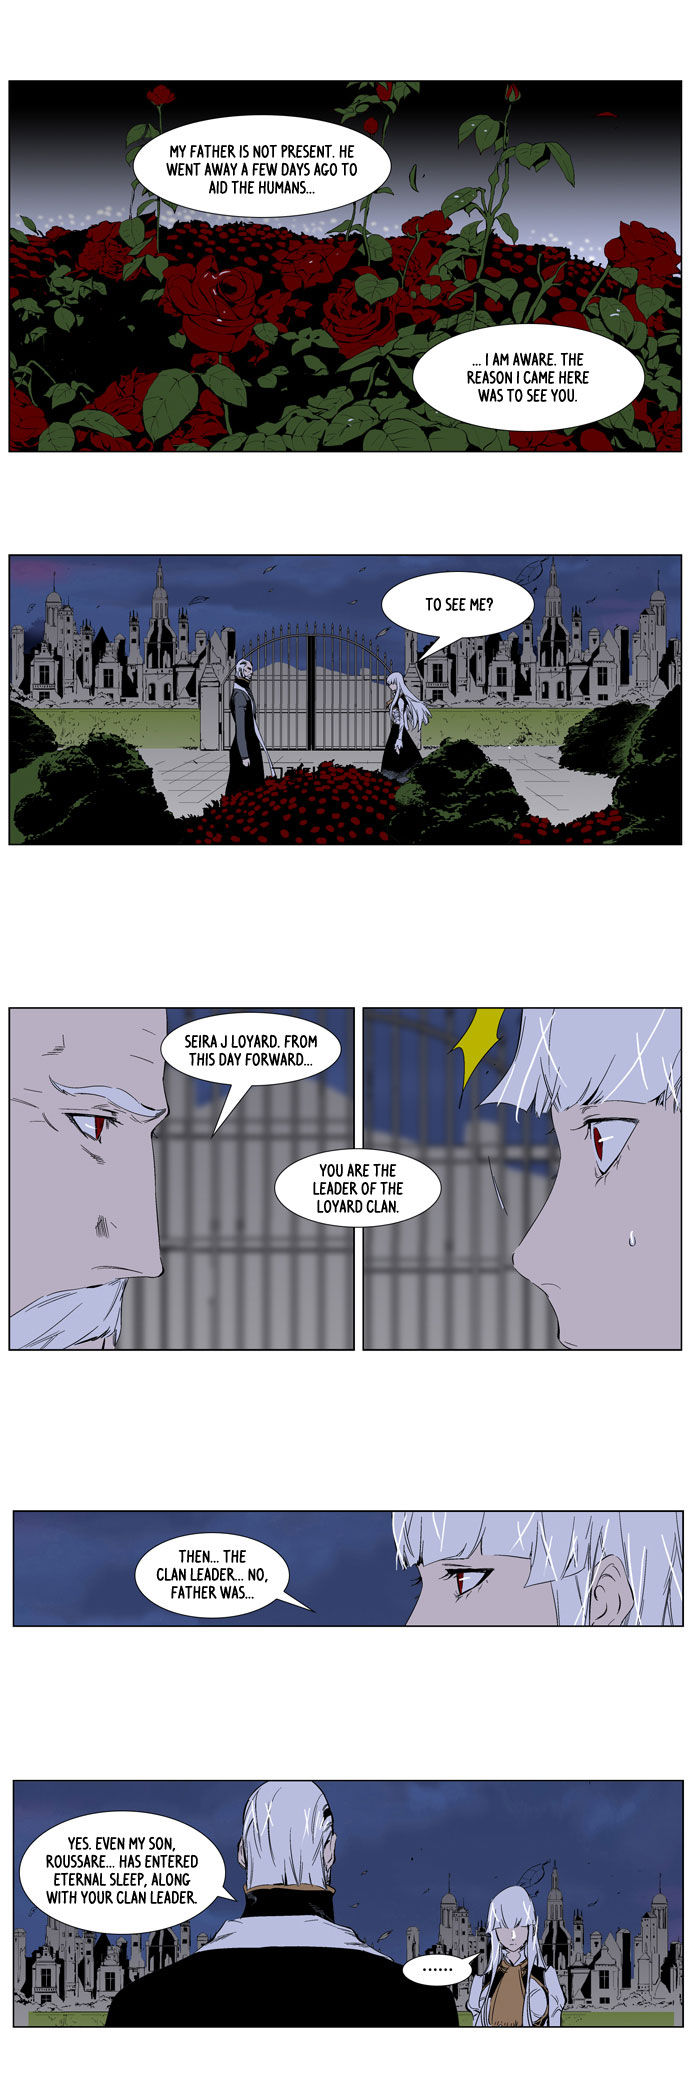 MY FATHER IS NOT PRESENT. HE
WENT AWAY A FEW DAYS AGO TO
AID THE HUMANS...
... I AM AWARE. THE
REASON I CAME HERE
WAS TO SEE YOU.
TO SEE ME?
SEIRA J LOYARD. FROM
THIS DAY FORWARD...
YOU ARE THE
LEADER OF THE
LOYARD CLAN.
THEN... THE
CLAN LEADER... NO,
FATHER WAS...
YES. EVEN MY SON,
ROUSSARE... HAS ENTERED
ETERNAL SLEEP, ALONG
WITH YOUR CLAN LEADER.
......